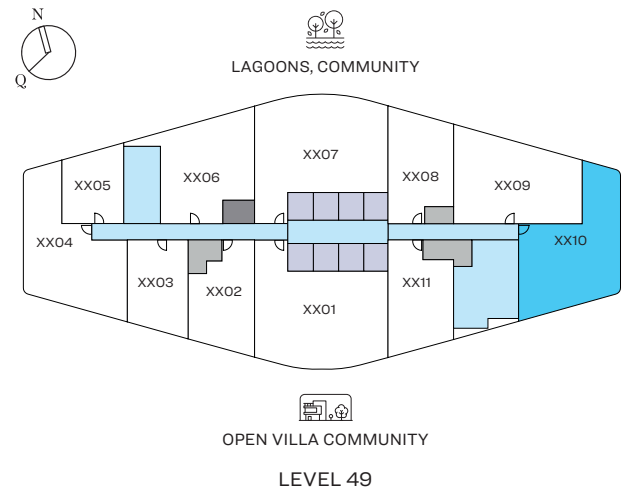 N
Q
LAGOONS, COMMUNITY
XX07
XX05
XX06
XX08
XX09
XX04
XX10
XX03
XX02
XX01
XX11
OPEN VILLA COMMUNITY
LEVEL 49